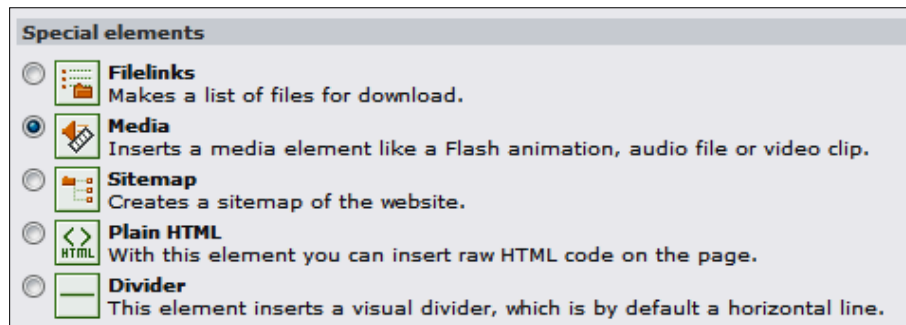 Special elements
Filelinks
Makes a list of files for download.
Media
Inserts a media element like a Flash animation, audio file or video clip.
Sitemap
Creates a sitemap of the website.
HTML
Plain HTML
With this element you can insert raw HTML code on the page.
Divider
This element inserts a visual divider, which is by default a horizontal line.